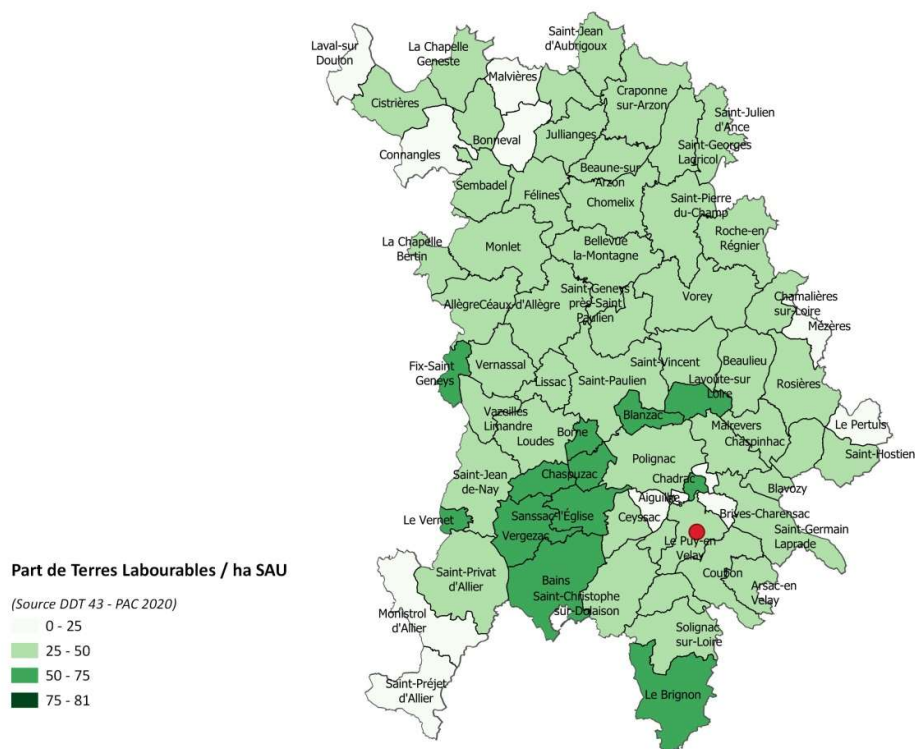 Saint-Jean
d'Aubrigoux
Laval-sur
Doulon
La Chapelle
Geneste
Malvières
Craponne
sur-Arzon
Cistrières
Saint-Julien
d'Ance
Bonneval
Jullianges
Saint-Georges
Lagricol
Connangles
Beaune-sur
Arzon
Sembadel
Félines
Chomelix
Saint-Pierre
du-Champ
Roche-en
Régnier
La Chapelle
Bertin
Monlet
Bellevue
la-Montagne
Saint-Geneys
près-Saint
Paulien
Vorey
Allègre
Céaux-d'Allègre
Chamalières
sur-Loire
Mézères
Fix-Saint
Geneys
Vernassal
Saint-Vincent
Beaulieu
Lissac
Saint-Paulien
Lavoûte-sur
Loire
Rosières
Vazeilles
Limandre
Blanzac
Loudes
Borne
Malrevers
Chaspinhac
Le Pertuis
Saint-Hostien
Polignac
Saint-Jean
de-Nay
Chaspuzac
Chadrac
Blavozy
Aiguilhe
Le Vernet
Sanssac-l'Église
Ceyssac
Brives-Charensac
Vergezac
Saint-Germain
Laprade
Le Puy-en
Velay
Saint-Privat
d'Allier
Bains
Coubon
Arsac-en
Velay
Saint-Christophe
sur-Dolaison
Monistrol
d'Allier
Solignac
sur-Loire
Saint-Préjet
d'Allier
Le Brignon
Part de Terres Labourables / ha SAU
(Source DDT 43 - PAC 2020)
0 - 25
25 - 50
50 - 75
75 - 81